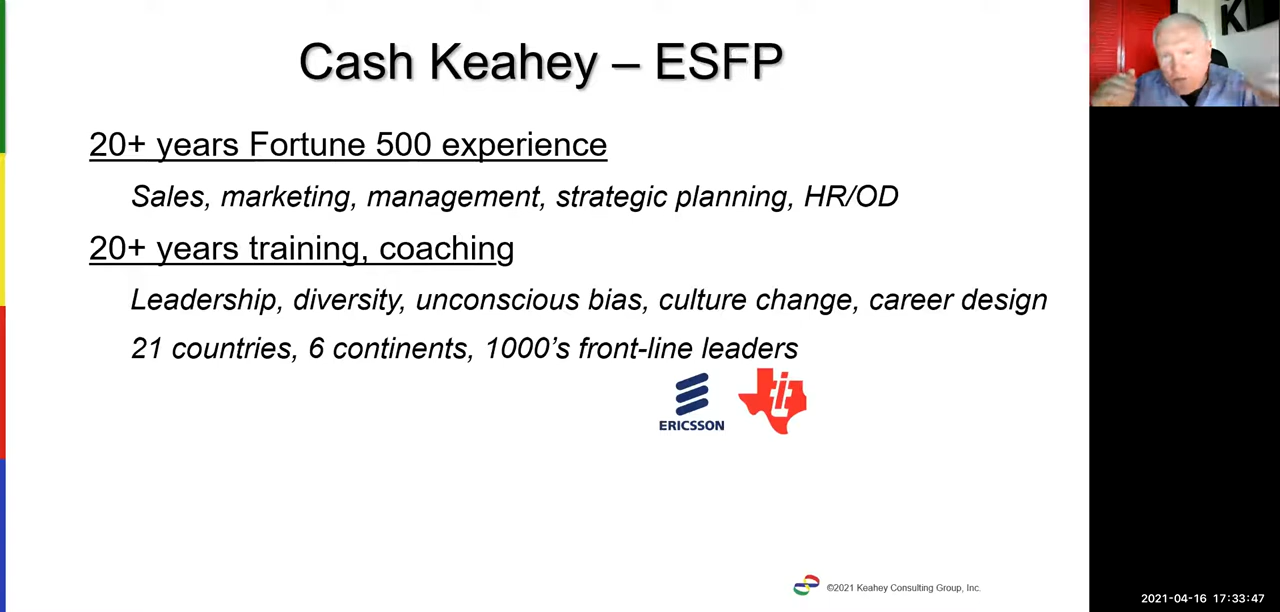 Cash Keahey – ESFP
20+ years Fortune 500 experience
Sales, marketing, management, strategic planning, HR/OD
20+ years training, coaching
Leadership, diversity, unconscious bias, culture change, career design
21 countries, 6 continents, 1000’s front-line leaders
ERICSSON
ti
©2021 Keahey Consulting Group, Inc.
K
2021-04-16 17:33:47